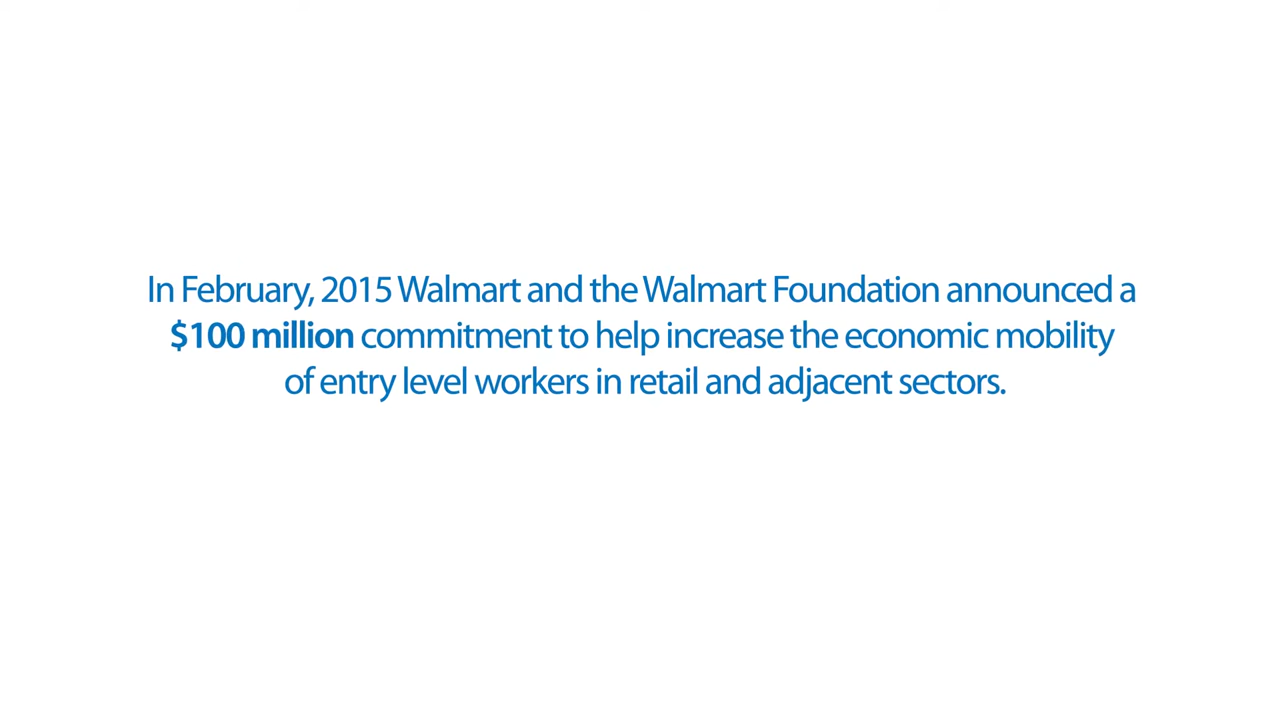 In February, 2015 Walmart and the Walmart Foundation announced a
$100 million commitment to help increase the economic mobility
of entry level workers in retail and adjacent sectors.